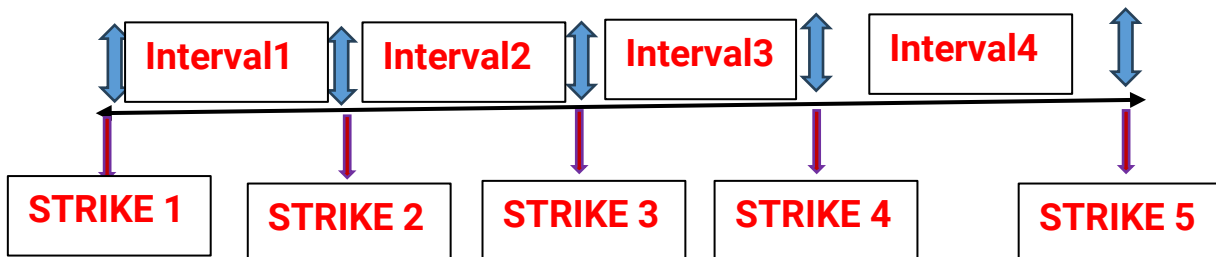 Interval1
Interval2
Interval3
Interval4
STRIKE 1
STRIKE 2
STRIKE 3
STRIKE 4
STRIKE 5